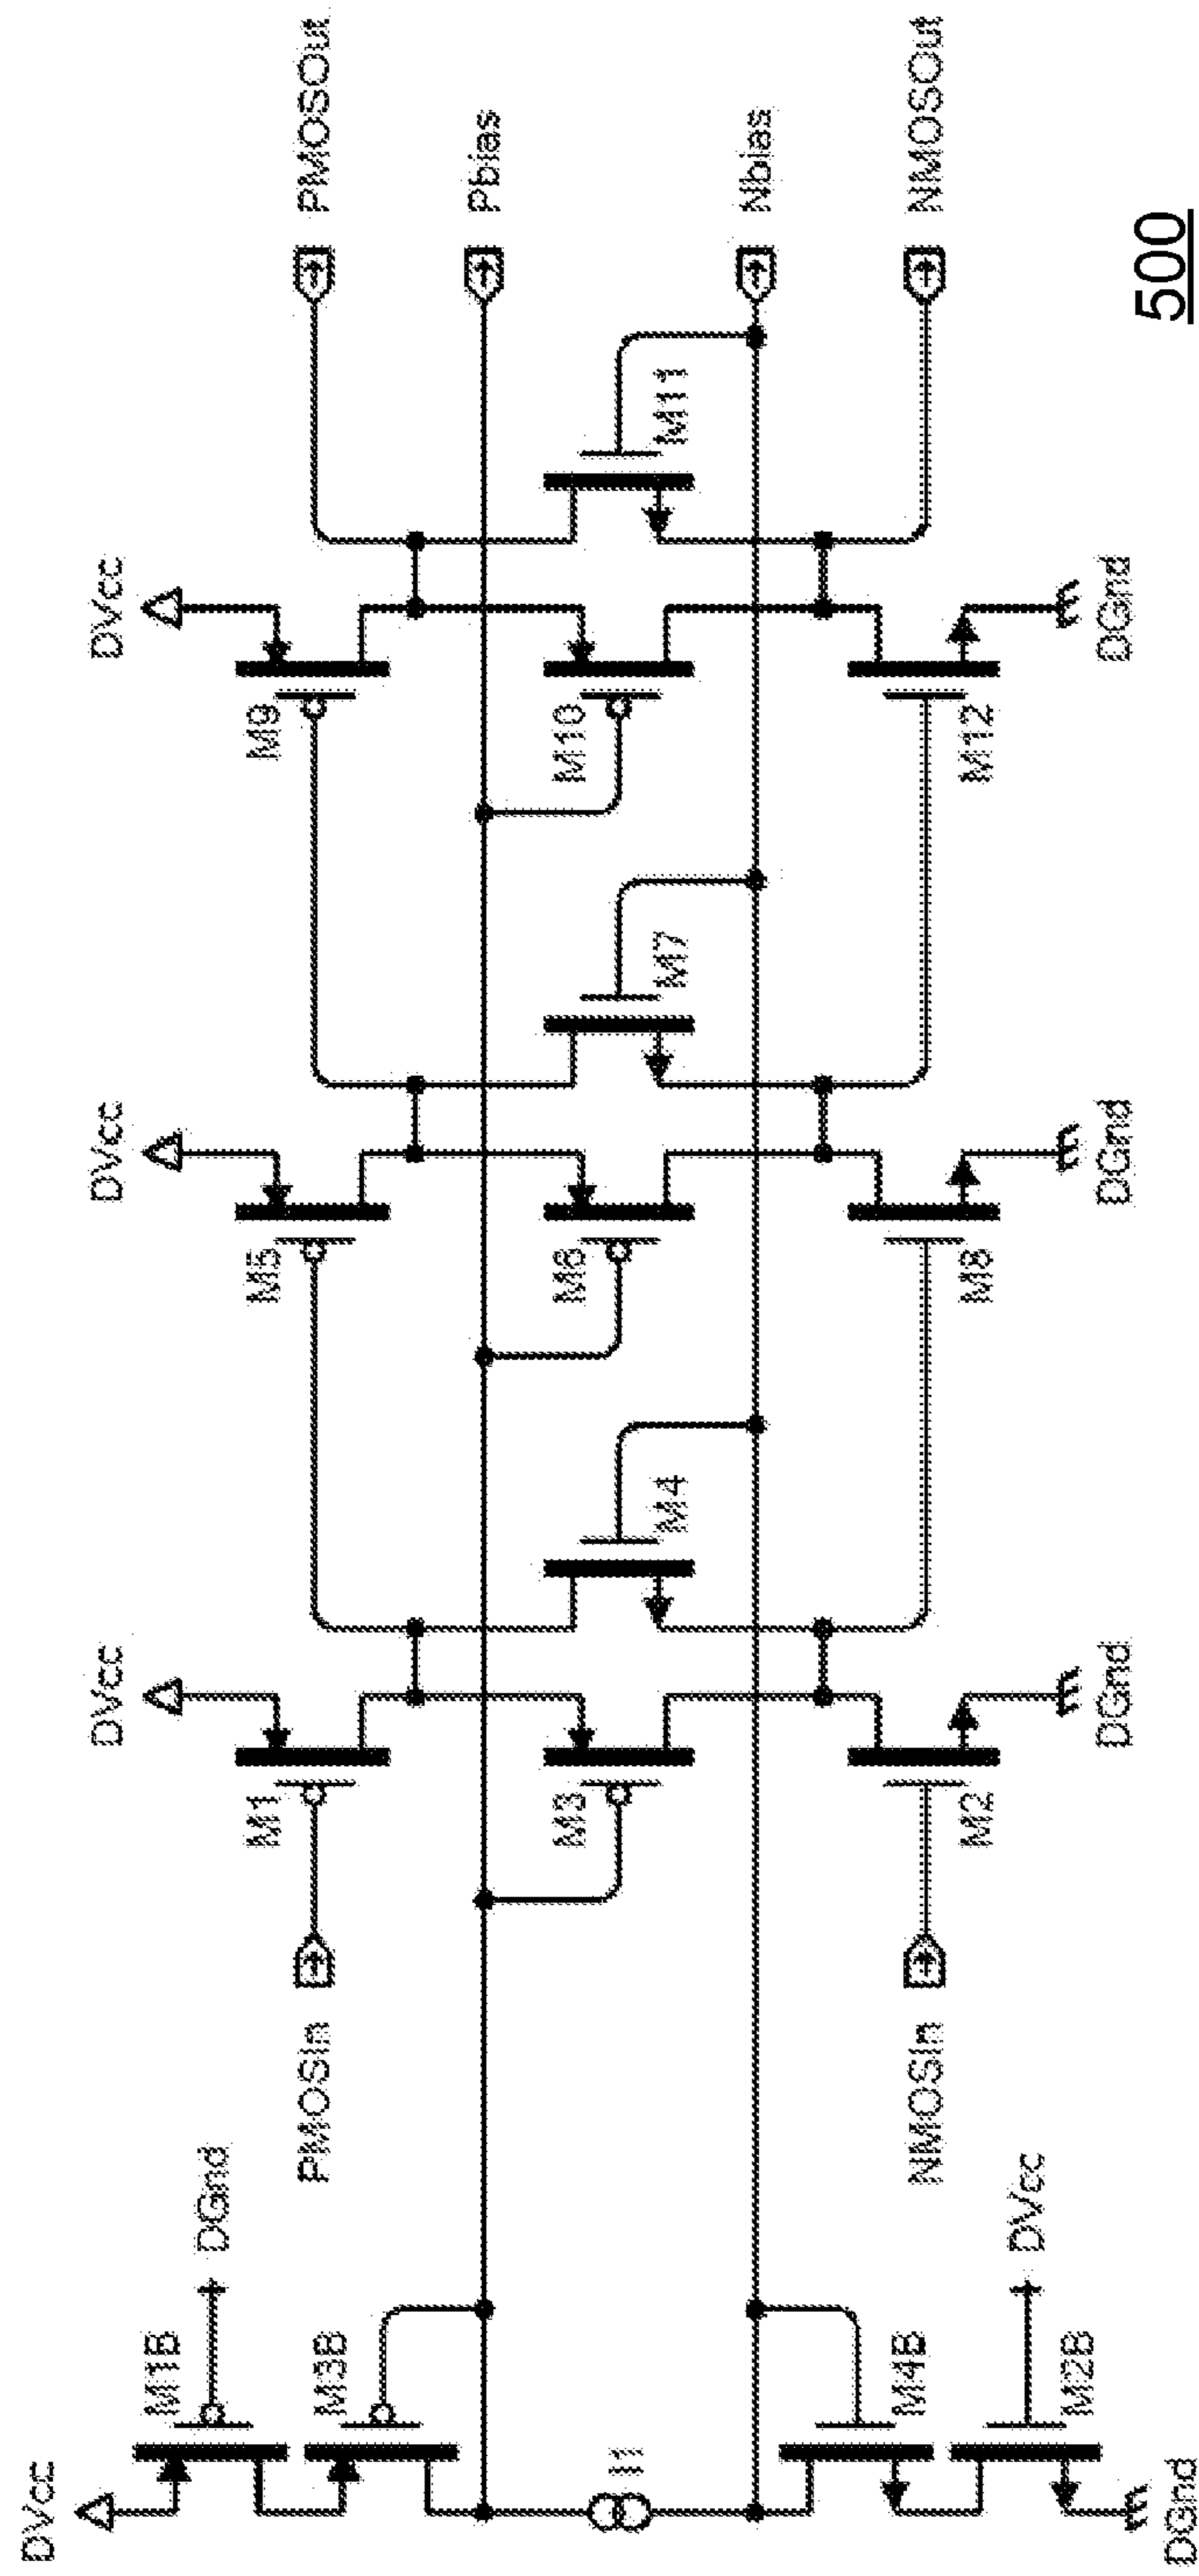 DVcc
M1B
DGnd
M3B
I1
M4B
DVcc
M2B
DGnd
PMOSIn
NMOSIn
DVcc
M1
M3
M4
M2
DGnd
DVcc
M5
M6
M7
M8
DGnd
DVcc
M9
M10
M11
M12
DGnd
PMOSOut
Pbias
Nbias
NMOSOut
500